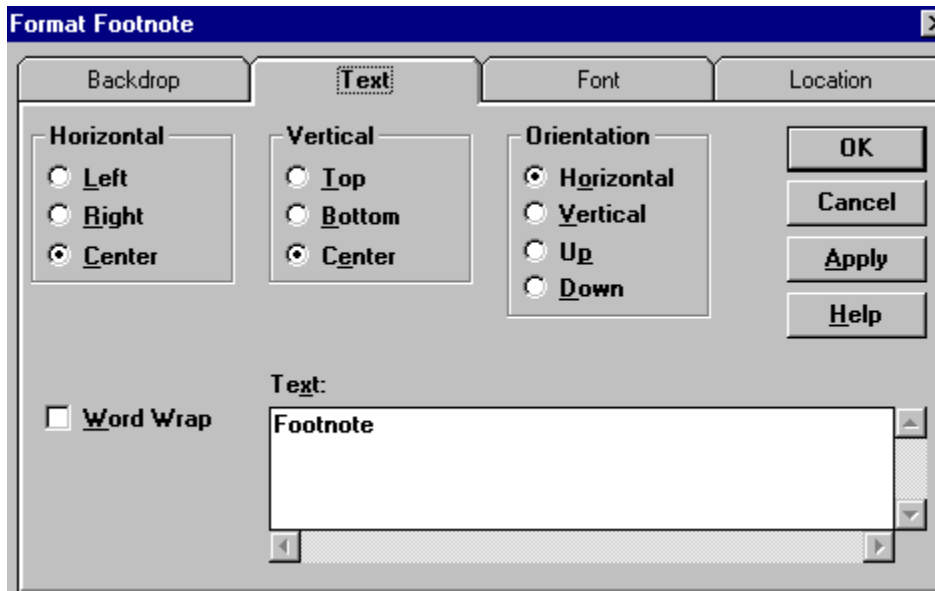 Format Footnote
Backdrop Text Font Location
Horizontal
Left
Right
Center
Vertical
Top
Bottom
Center
Orientation
Horizontal
Vertical
Up
Down
OK
Cancel
Apply
Help
Word Wrap
Text:
Footnote